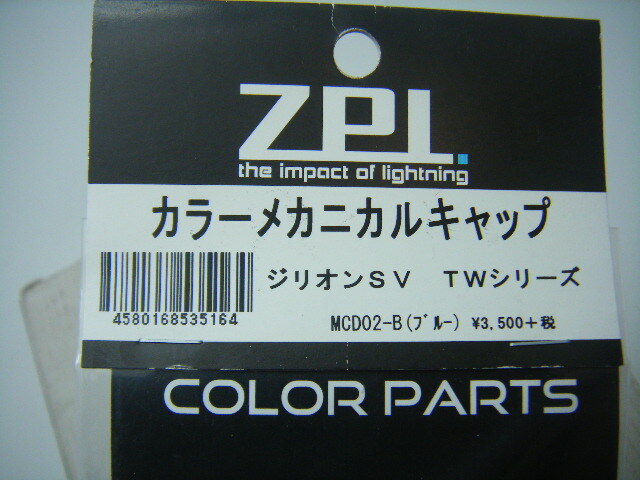 ZPI.
the impact of lightning
カラーメカニカルキャップ
ジリオンSV TWシリーズ
4580168535164
MCD02-B(ブルー) ¥3,500+税
COLOR PARTS